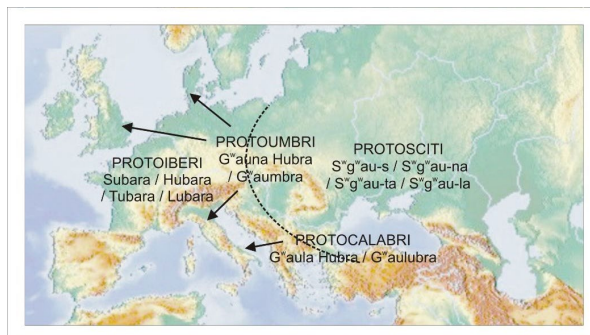 PROTOUMBRI
Gʷauna Hubra
/ Gʷaumbra
PROTOSCITI
Sʷgʷau-s / Sʷgʷau-na
/ Sʷgʷau-ta / Sʷgʷau-la
PROTOIBERI
Subara / Hubara
/ Tubara / Lubara
PROTOCALABRI
Gʷaula Hubra / Gʷaulubra